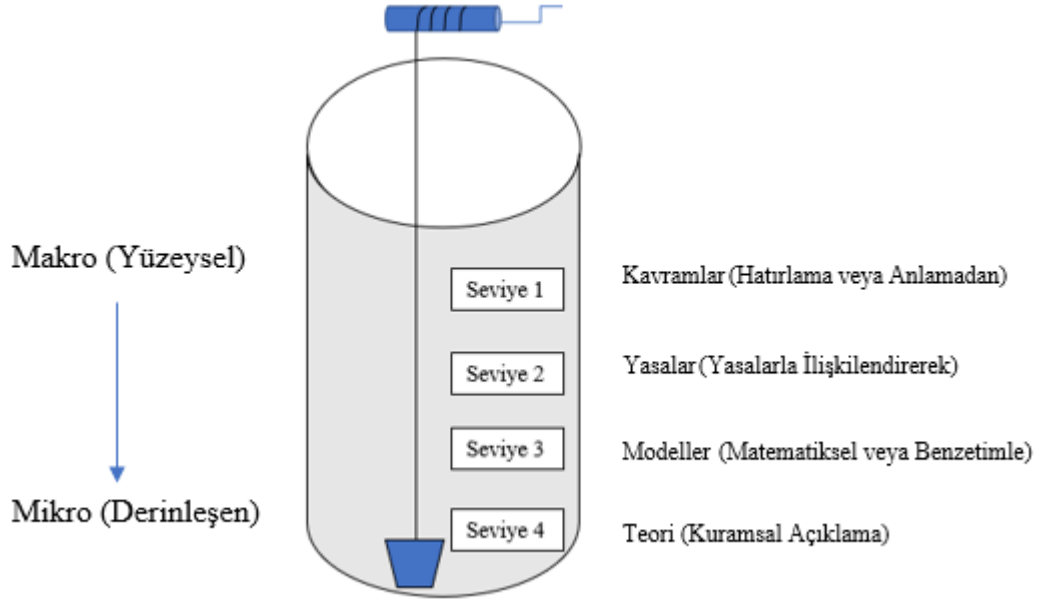 Makro (Yüzeysel)
Seviye 1
Kavramlar (Hatırlama veya Anlamadan)
Seviye 2
Yasalar (Yasalarla İlişkilendirerek)
Seviye 3
Modeller (Matematiksel veya Benzetimle)
Mikro (Derinleşen)
Seviye 4
Teori (Kuramsal Açıklama)